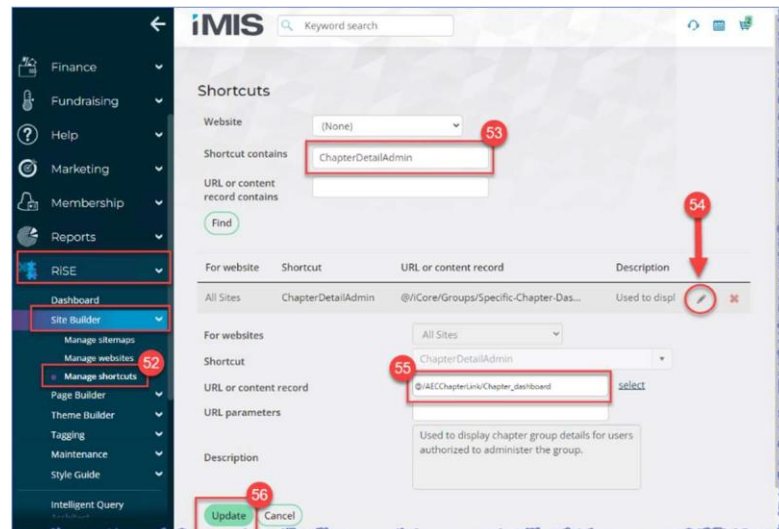 iMIS
Keyword search
2
Finance
Fundraising
Help
Marketing
Membership
Reports
RiSE
Dashboard
Site Builder
Manage sitemaps
Manage websites
52
Manage shortcuts
Page Builder
Theme Builder
Tagging
Maintenance
Style Guide
Intelligent Query
Architect
Shortcuts
Website
(None)
53
Shortcut contains
ChapterDetailAdmin
URL or content
record contains
54
Find
For website Shortcut URL or content record Description
All Sites ChapterDetailAdmin @/iCore/Groups/Specific-Chapter-Das... Used to displ
For websites
All Sites
Shortcut
ChapterDetailAdmin
55
URL or content record
@/AECChapterLink/Chapter_dashboard
select
URL parameters
Description
Used to display chapter group details for users
authorized to administer the group.
56
Update
Cancel